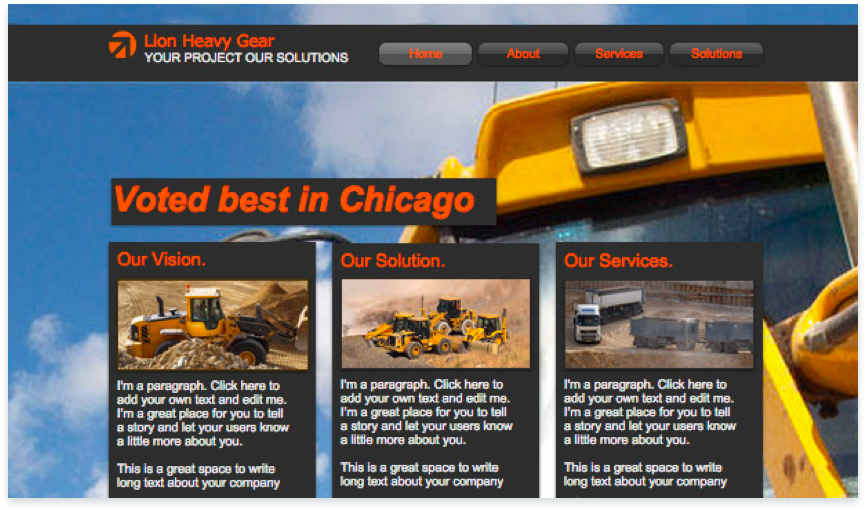 Lion Heavy Gear
YOUR PROJECT OUR SOLUTIONS
Home
About
Services
Solutions
Voted best in Chicago
Our Vision.
I'm a paragraph. Click here to
add your own text and edit me.
I'm a great place for you to tell
a story and let your users know
a little more about you.
This is a great space to write
long text about your company
Our Solution.
I'm a paragraph. Click here to
add your own text and edit me.
I'm a great place for you to tell
a story and let your users know
a little more about you.
This is a great space to write
long text about your company
Our Services.
I'm a paragraph. Click here to
add your own text and edit me.
I'm a great place for you to tell
a story and let your users know
a little more about you.
This is a great space to write
long text about your company